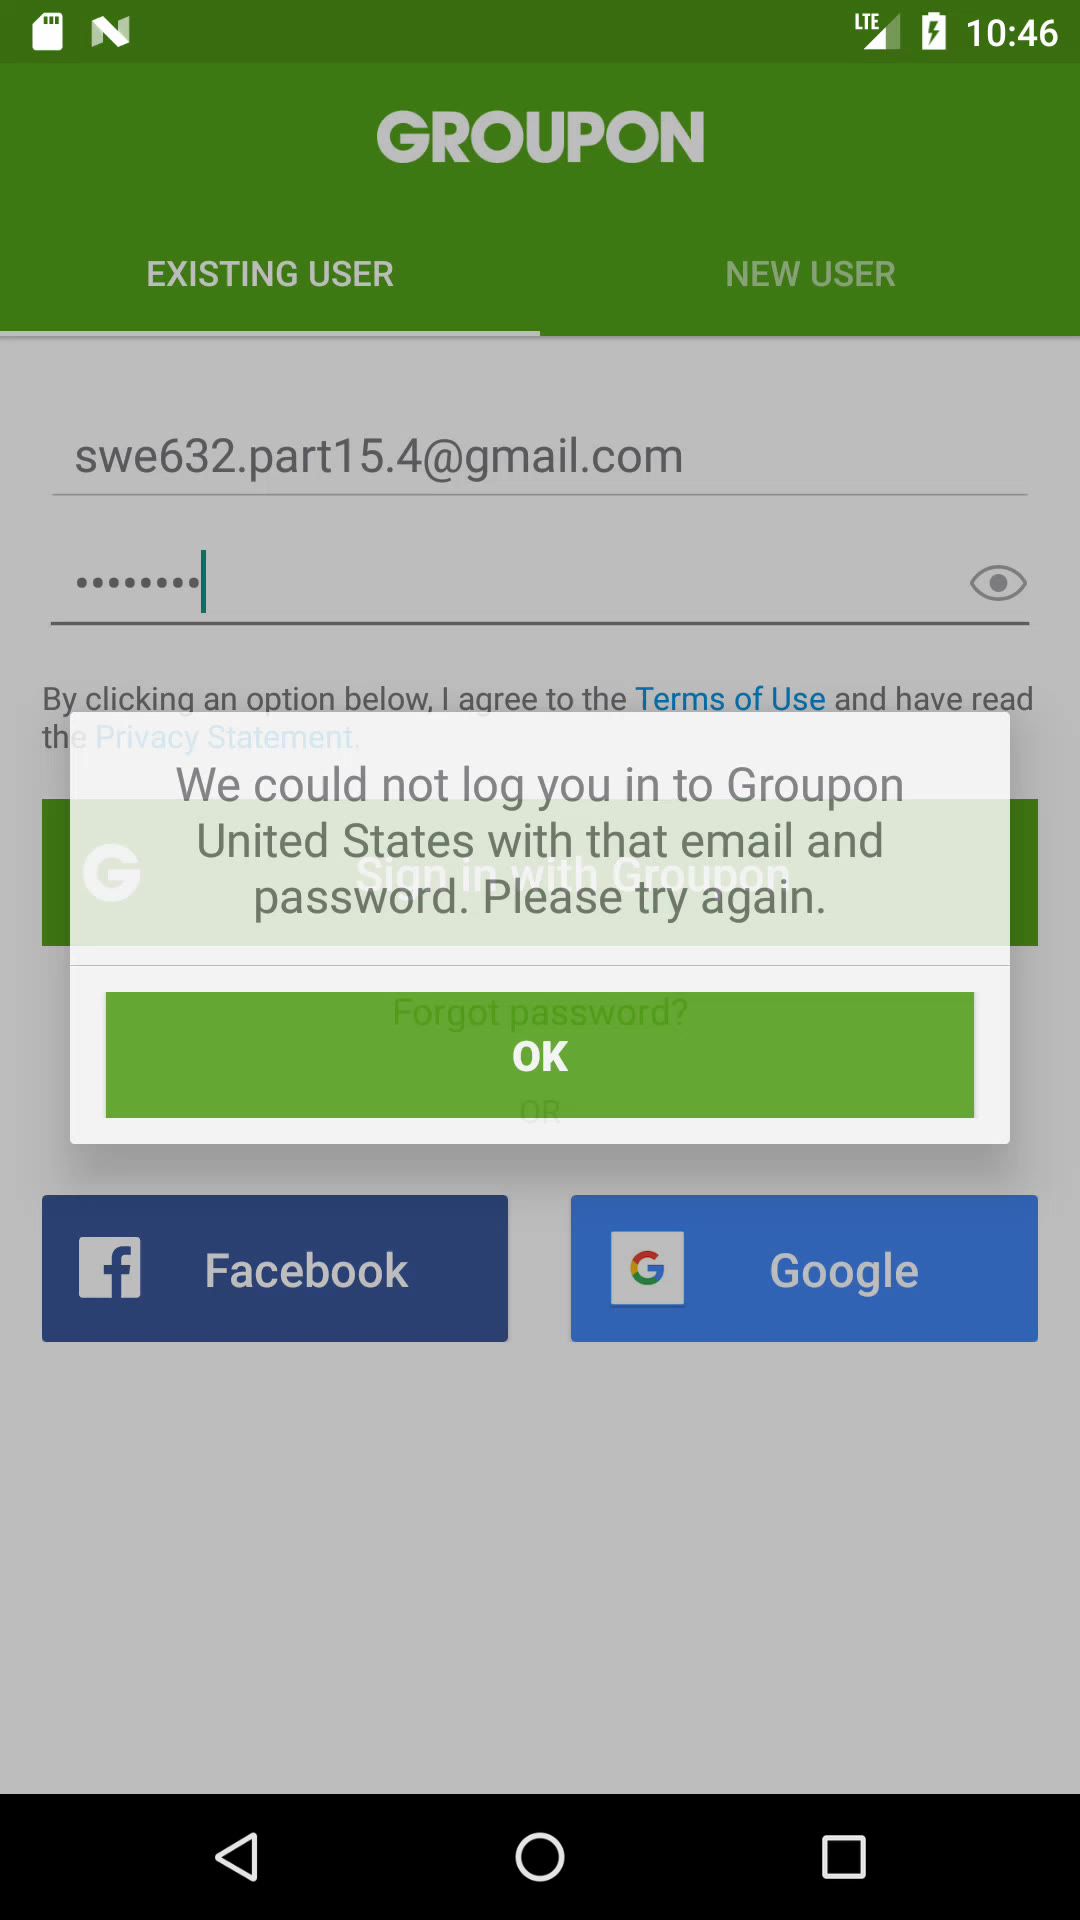 LTE 10:46
GROUPON
EXISTING USER
NEW USER
swe632.part15.4@gmail.com
••••••••
By clicking an option below, I agree to the Terms of Use and have read
the Privacy Statement.
We could not log you in to Groupon
United States with that email and
password. Please try again.
Sign in with Groupon
Forgot password?
OK
OR
Facebook
Google